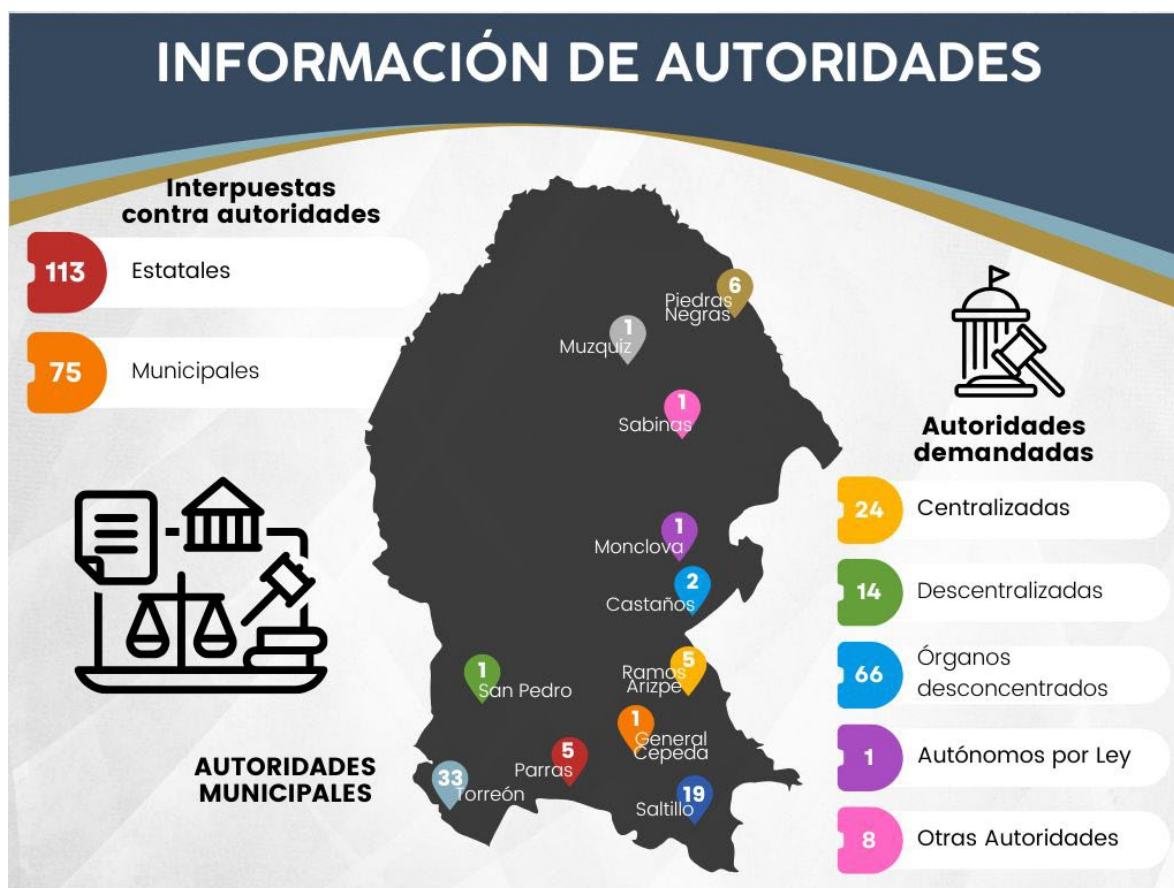 INFORMACIÓN DE AUTORIDADES
Interpuestas
contra autoridades
113
Estatales
75
Municipales
6
Piedras
Negras
1
Muzquiz
1
Sabinas
1
Monclova
2
Castaños
5
Ramos
Arizpe
1
San Pedro
1
General
Cepeda
5
Parras
33
Torreón
19
Saltillo
AUTORIDADES
MUNICIPALES
Autoridades
demandadas
24
Centralizadas
14
Descentralizadas
66
Órganos
desconcentrados
1
Autónomos por Ley
8
Otras Autoridades